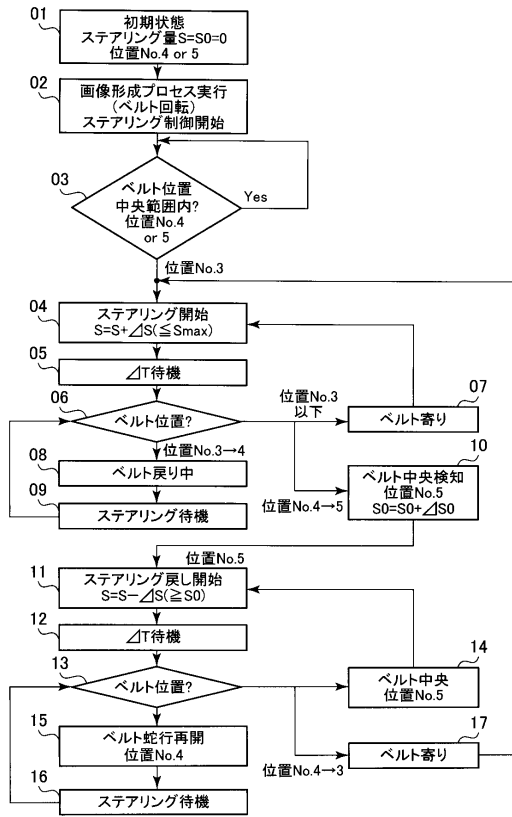 01
初期状態
ステアリング量S=S0=0
位置No.4 or 5
02
画像形成プロセス実行
(ベルト回転)
ステアリング制御開始
03
ベルト位置
中央範囲内?
位置No.4
or 5
Yes
位置No.3
04
ステアリング開始
S=S+⊿S(≦Smax)
05
⊿T待機
06
ベルト位置?
位置No.3
以下
07
ベルト寄り
位置No.3→4
08
ベルト戻り中
09
ステアリング待機
位置No.4→5
10
ベルト中央検知
位置No.5
S0=S0+⊿S0
位置No.5
11
ステアリング戻し開始
S=S−⊿S(≧S0)
12
⊿T待機
13
ベルト位置?
14
ベルト中央
位置No.5
15
ベルト蛇行再開
位置No.4
16
ステアリング待機
位置No.4→3
17
ベルト寄り